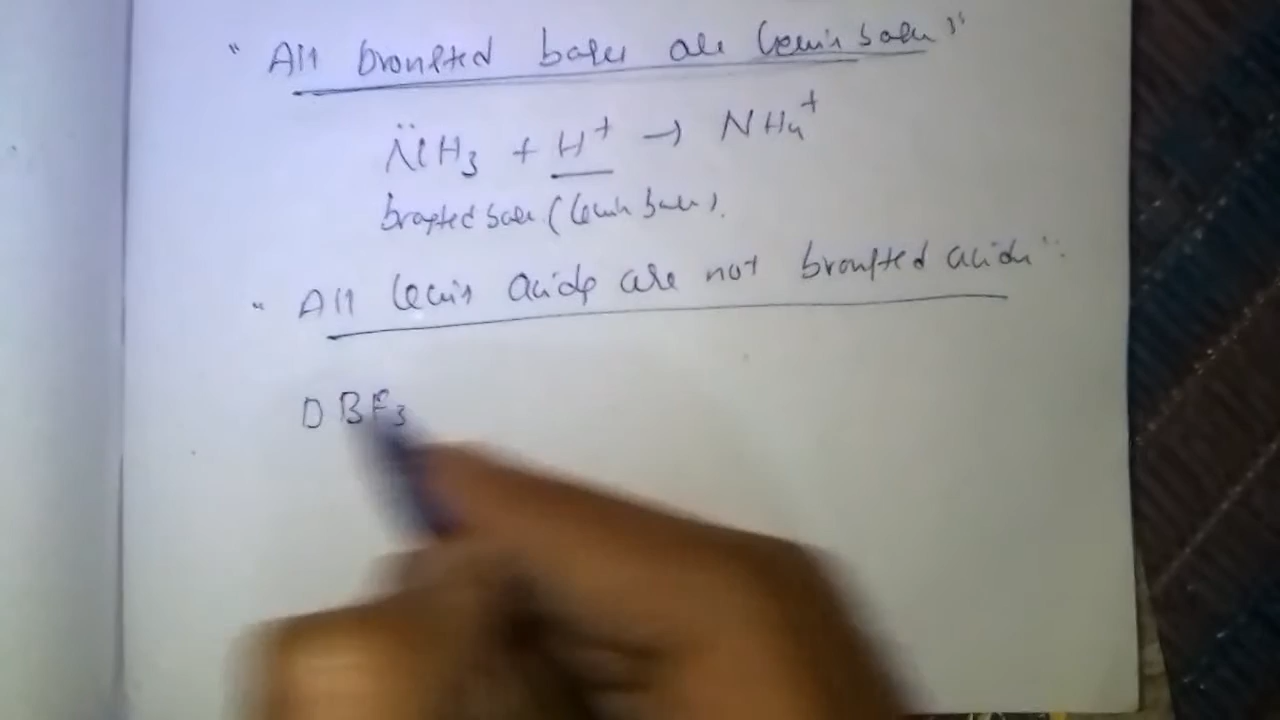 "All bronsted bases are Lewis bases"
N̈H₃ + H⁺ → NH₄⁺
bronsted base (Lewis base).
"All Lewis acids are not bronsted acids".
1) BF₃